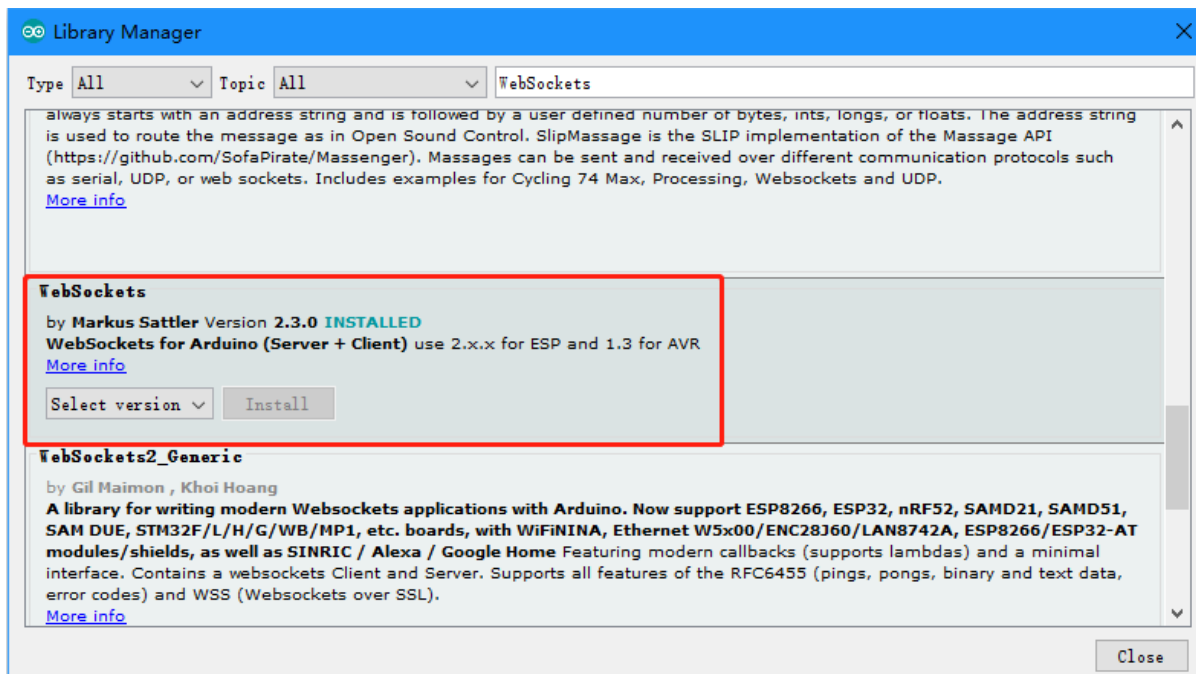 Library Manager
Type All Topic All WebSockets
always starts with an address string and is followed by a user defined number of bytes, ints, longs, or floats. The address string
is used to route the message as in Open Sound Control. SlipMassage is the SLIP implementation of the Massage API
(https://github.com/SofaPirate/Massenger). Massages can be sent and received over different communication protocols such
as serial, UDP, or web sockets. Includes examples for Cycling 74 Max, Processing, Websockets and UDP.
More info
WebSockets
by Markus Sattler Version 2.3.0 INSTALLED
WebSockets for Arduino (Server + Client) use 2.x.x for ESP and 1.3 for AVR
More info
Select version Install
WebSockets2_Generic
by Gil Maimon , Khoi Hoang
A library for writing modern Websockets applications with Arduino. Now support ESP8266, ESP32, nRF52, SAMD21, SAMD51,
SAM DUE, STM32F/L/H/G/WB/MP1, etc. boards, with WiFiNINA, Ethernet W5x00/ENC28J60/LAN8742A, ESP8266/ESP32-AT
modules/shields, as well as SINRIC / Alexa / Google Home Featuring modern callbacks (supports lambdas) and a minimal
interface. Contains a websockets Client and Server. Supports all features of the RFC6455 (pings, pongs, binary and text data,
error codes) and WSS (Websockets over SSL).
More info
Close